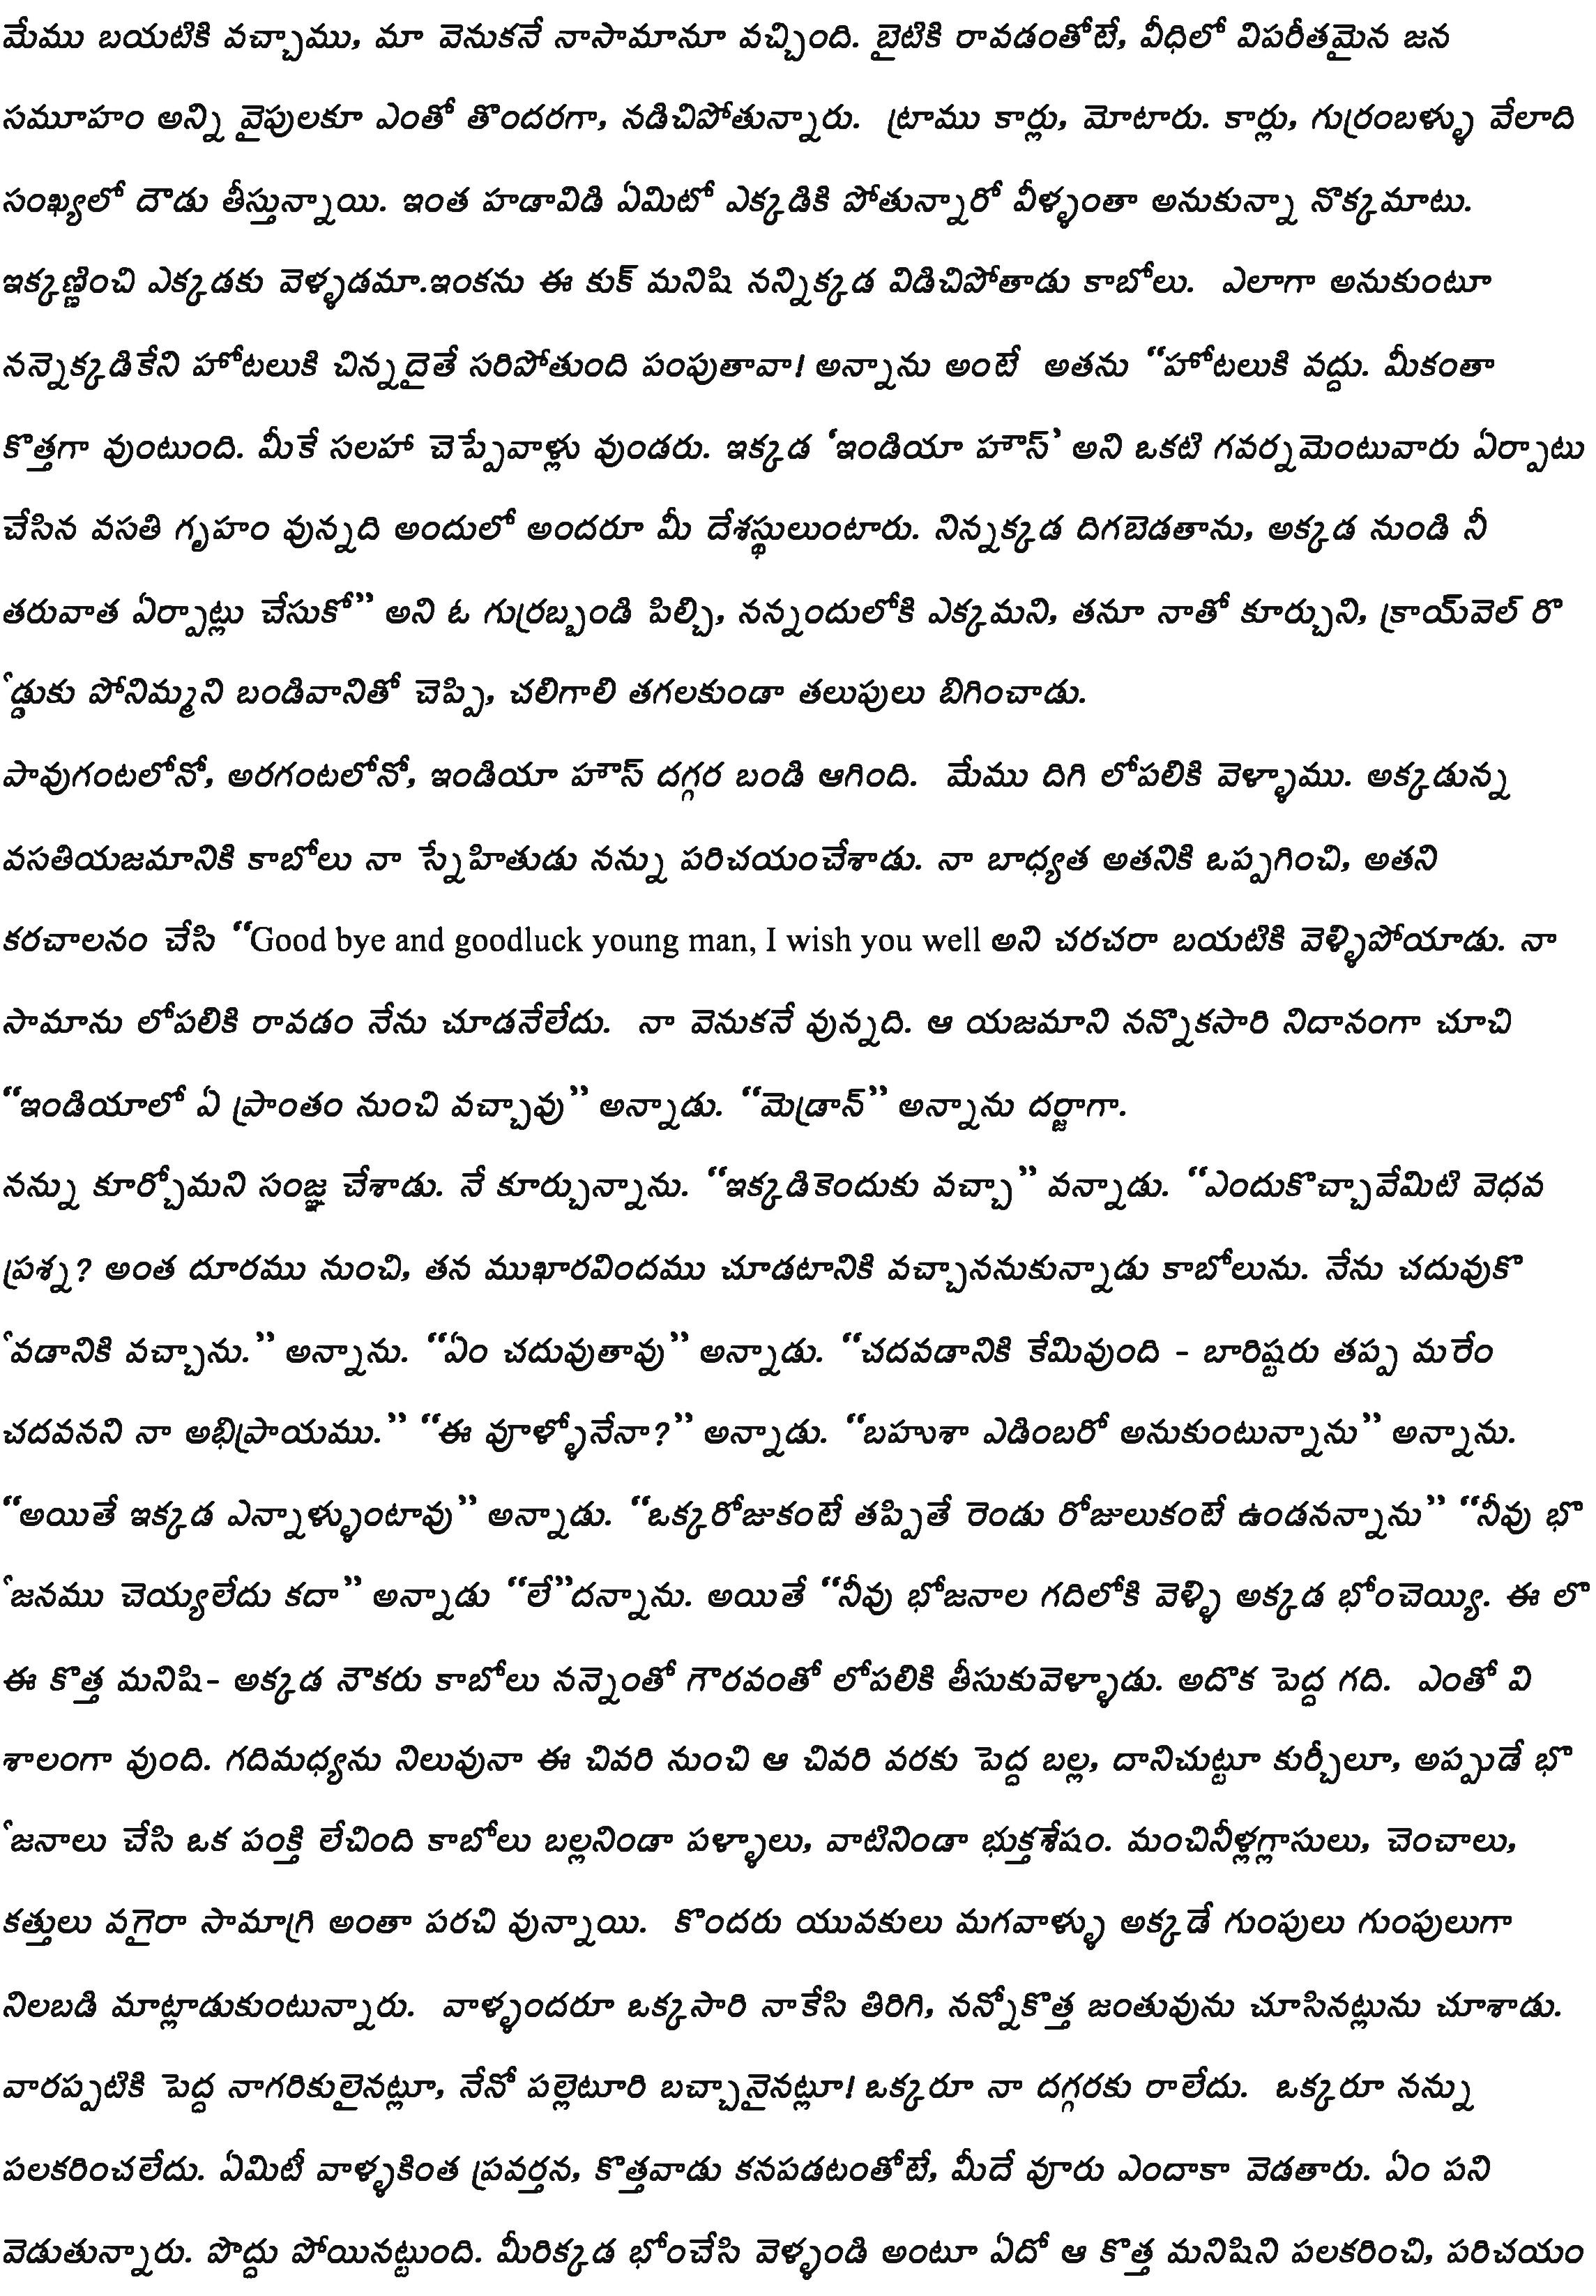 మేము బయటికి వచ్చాము, మా వెనుకనే నాసామానూ వచ్చింది. బైటికి రావడంతోటే, వీధిలో విపరీతమైన జన
సమూహం అన్ని వైపులకూ ఎంతో తొందరగా, నడిచిపోతున్నారు. ట్రాము కార్లు, మోటారు. కార్లు, గుర్రంబళ్ళు వేలాది
సంఖ్యలో దౌడు తీస్తున్నాయి. ఇంత హడావిడి ఏమిటో ఎక్కడికి పోతున్నారో వీళ్ళంతా అనుకున్నా నొక్కమాటు.
ఇక్కణ్ణించి ఎక్కడకు వెళ్ళడమా.ఇంకను ఈ కుక్ మనిషి నన్నిక్కడ విడిచిపోతాడు కాబోలు. ఎలాగా అనుకుంటూ
నన్నెక్కడికేని హోటలుకి చిన్నదైతే సరిపోతుంది పంపుతావా! అన్నాను అంటే అతను “హోటలుకి వద్దు. మీకంతా
కొత్తగా వుంటుంది. మీకే సలహా చెప్పేవాళ్లు వుండరు. ఇక్కడ ‘ఇండియా హౌస్’ అని ఒకటి గవర్నమెంటువారు ఏర్పాటు
చేసిన వసతి గృహం వున్నది అందులో అందరూ మీ దేశస్థులుంటారు. నిన్నక్కడ దిగబెడతాను, అక్కడ నుండి నీ
తరువాత ఏర్పాట్లు చేసుకో” అని ఓ గుర్రబ్బండి పిల్చి, నన్నందులోకి ఎక్కమని, తనూ నాతో కూర్చుని, క్రాయ్‌వెల్ రొ
ˊడ్డుకు పోనిమ్మని బండివానితో చెప్పి, చలిగాలి తగలకుండా తలుపులు బిగించాడు.
పావుగంటలోనో, అరగంటలోనో, ఇండియా హౌస్ దగ్గర బండి ఆగింది. మేము దిగి లోపలికి వెళ్ళాము. అక్కడున్న
వసతియజమానికి కాబోలు నా స్నేహితుడు నన్ను పరిచయంచేశాడు. నా బాధ్యత అతనికి ఒప్పగించి, అతని
కరచాలనం చేసి “Good bye and goodluck young man, I wish you well అని చరచరా బయటికి వెళ్ళిపోయాడు. నా
సామాను లోపలికి రావడం నేను చూడనేలేదు. నా వెనుకనే వున్నది. ఆ యజమాని నన్నొకసారి నిదానంగా చూచి
“ఇండియాలో ఏ ప్రాంతం నుంచి వచ్చావు” అన్నాడు. “మెడ్రాన్” అన్నాను దర్జాగా.
నన్ను కూర్చోమని సంజ్ఞ చేశాడు. నే కూర్చున్నాను. “ఇక్కడికెందుకు వచ్చా” వన్నాడు. “ఎందుకొచ్చావేమిటి వెధవ
ప్రశ్న? అంత దూరము నుంచి, తన ముఖారవిందము చూడటానికి వచ్చాననుకున్నాడు కాబోలును. నేను చదువుకొ
ˊవడానికి వచ్చాను.” అన్నాను. “ఏం చదువుతావు” అన్నాడు. “చదవడానికి కేమివుంది - బారిష్టరు తప్ప మరేం
చదవనని నా అభిప్రాయము.” “ఈ వూళ్ళోనేనా?” అన్నాడు. “బహుశా ఎడింబరో అనుకుంటున్నాను” అన్నాను.
“అయితే ఇక్కడ ఎన్నాళ్ళుంటావు” అన్నాడు. “ఒక్కరోజుకంటే తప్పితే రెండు రోజులుకంటే ఉండనన్నాను” “నీవు భొ
ˊజనము చెయ్యలేదు కదా” అన్నాడు “లే”దన్నాను. అయితే “నీవు భోజనాల గదిలోకి వెళ్ళి అక్కడ భోంచెయ్యి. ఈ లొ
ఈ కొత్త మనిషి- అక్కడ నౌకరు కాబోలు నన్నెంతో గౌరవంతో లోపలికి తీసుకువెళ్ళాడు. అదొక పెద్ద గది. ఎంతో వి
శాలంగా వుంది. గదిమధ్యను నిలువునా ఈ చివరి నుంచి ఆ చివరి వరకు పెద్ద బల్ల, దానిచుట్టూ కుర్చీలూ, అప్పుడే భొ
ˊజనాలు చేసి ఒక పంక్తి లేచింది కాబోలు బల్లనిండా పళ్ళాలు, వాటినిండా భుక్తశేషం. మంచినీళ్లగ్లాసులు, చెంచాలు,
కత్తులు వగైరా సామాగ్రి అంతా పరచి వున్నాయి. కొందరు యువకులు మగవాళ్ళు అక్కడే గుంపులు గుంపులుగా
నిలబడి మాట్లాడుకుంటున్నారు. వాళ్ళందరూ ఒక్కసారి నాకేసి తిరిగి, నన్నోకొత్త జంతువును చూసినట్లును చూశాడు.
వారప్పటికి పెద్ద నాగరికులైనట్లూ, నేనో పల్లెటూరి బచ్చానైనట్లూ! ఒక్కరూ నా దగ్గరకు రాలేదు. ఒక్కరూ నన్ను
పలకరించలేదు. ఏమిటీ వాళ్ళకింత ప్రవర్తన, కొత్తవాడు కనపడటంతోటే, మీదే వూరు ఎందాకా వెడతారు. ఏం పని
వెడుతున్నారు. పొద్దు పోయినట్టుంది. మీరిక్కడ భోంచేసి వెళ్ళండి అంటూ ఏదో ఆ కొత్త మనిషిని పలకరించి, పరిచయం